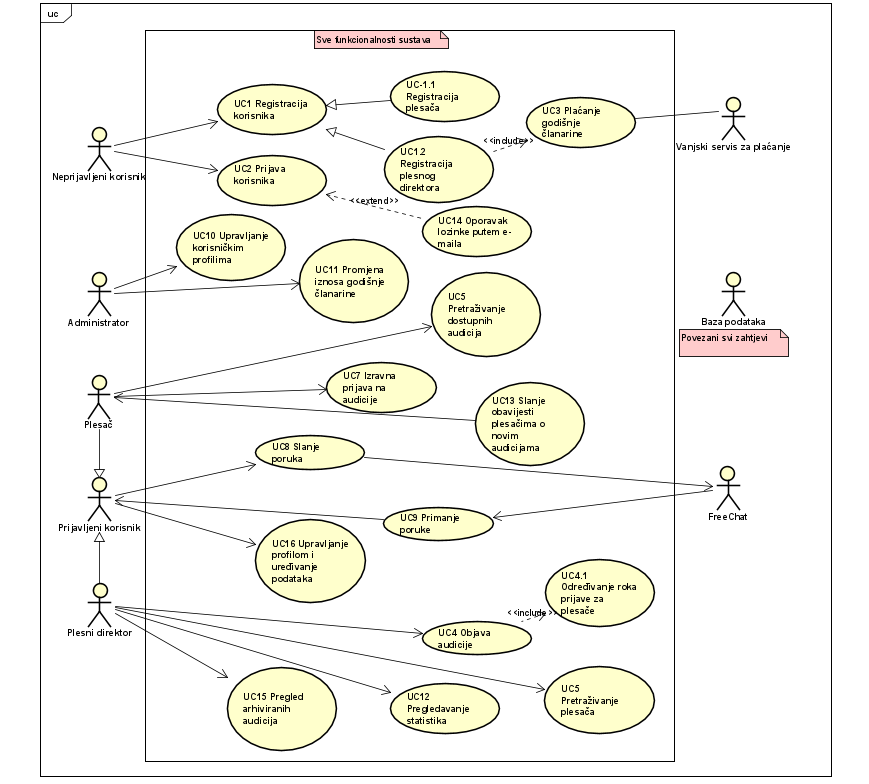 uc
Sve funkcionalnosti sustava
UC1 Registracija
korisnika
UC-1.1
Registracija
plesača
UC3 Plaćanje
godišnje
članarine
Vanjski servis za plaćanje
UC1.2
Registracija
plesnog
direktora
<<include>>
Neprijavljeni korisnik
UC2 Prijava
korisnika
<<extend>>
UC14 Oporavak
lozinke putem e-
maila
UC10 Upravljanje
korisničkim
profilima
UC11 Promjena
iznosa godišnje
članarine
Administrator
UC5
Pretraživanje
dostupnih
audicija
Baza podataka
Povezani svi zahtjevi
UC7 Izravna
prijava na
audicije
UC13 Slanje
obavijesti
plesačima o
novim
audicijama
Plesač
UC8 Slanje
poruka
Prijavljeni korisnik
UC9 Primanje
poruke
FreeChat
UC16 Upravljanje
profilom i
uređivanje
podataka
UC4.1
Određivanje roka
prijave za
plesače
<<include>>
Plesni direktor
UC4 Objava
audicije
UC15 Pregled
arhiviranih
audicija
UC12
Pregledavanje
statistika
UC5
Pretraživanje
plesača